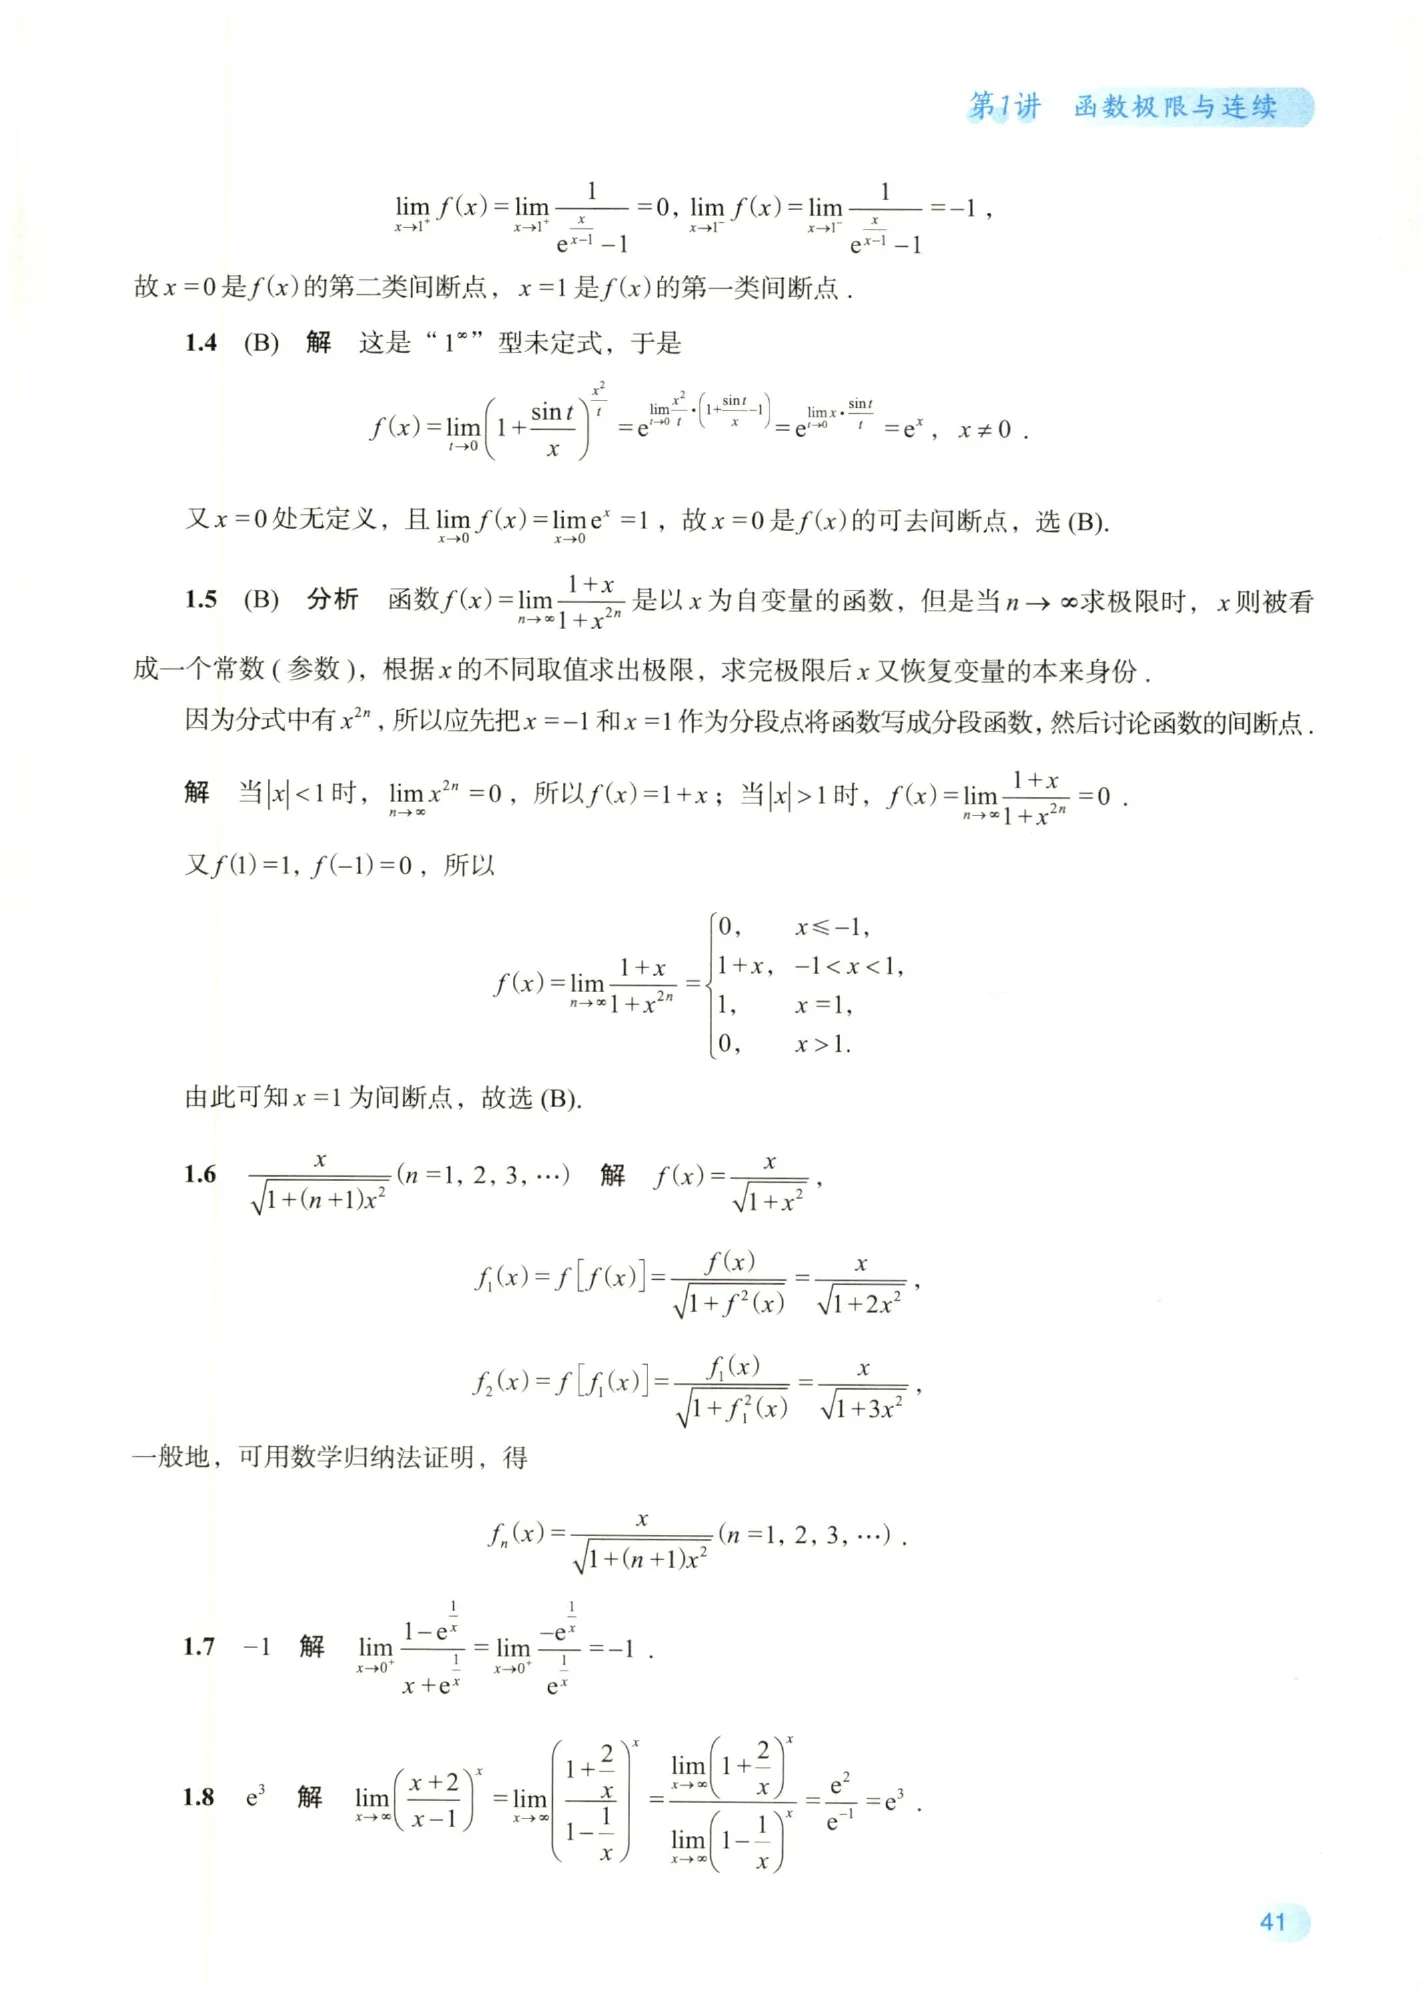 第1讲 函数极限与连续
$\lim_{x\to1^+}f(x)=\lim_{x\to1^+}\frac{1}{e^{\frac{x}{x-1}}-1}=0,\ \lim_{x\to1^-}f(x)=\lim_{x\to1^-}\frac{1}{e^{\frac{x}{x-1}}-1}=-1$,
故 $x=0$ 是 $f(x)$ 的第二类间断点，$x=1$ 是 $f(x)$ 的第一类间断点.
1.4 (B) 解 这是“$1^\infty$”型未定式，于是
$f(x)=\lim_{t\to0}\left(1+\frac{\sin t}{x}\right)^{\frac{x^2}{t}}=e^{\lim_{t\to0}\frac{x^2}{t}\cdot\left(1+\frac{\sin t}{x}-1\right)}=e^{\lim_{t\to0}x\cdot\frac{\sin t}{t}}=e^x,\ x\neq0$.
又 $x=0$ 处无定义，且 $\lim_{x\to0}f(x)=\lim_{x\to0}e^x=1$，故 $x=0$ 是 $f(x)$ 的可去间断点，选 (B).
1.5 (B) 分析 函数 $f(x)=\lim_{n\to\infty}\frac{1+x}{1+x^{2n}}$ 是以 $x$ 为自变量的函数，但是当 $n\to\infty$ 求极限时，$x$ 则被看
成一个常数 ( 参数 )，根据 $x$ 的不同取值求出极限，求完极限后 $x$ 又恢复变量的本来身份.
因为分式中有 $x^{2n}$，所以应先把 $x=-1$ 和 $x=1$ 作为分段点将函数写成分段函数，然后讨论函数的间断点.
解 当 $|x|<1$ 时，$\lim_{n\to\infty}x^{2n}=0$，所以 $f(x)=1+x$；当 $|x|>1$ 时，$f(x)=\lim_{n\to\infty}\frac{1+x}{1+x^{2n}}=0$.
又 $f(1)=1,\ f(-1)=0$，所以
$f(x)=\lim_{n\to\infty}\frac{1+x}{1+x^{2n}}=\begin{cases}0, & x\leqslant-1,\\1+x, & -1<x<1,\\1, & x=1,\\0, & x>1.\end{cases}$
由此可知 $x=1$ 为间断点，故选 (B).
1.6 $\frac{x}{\sqrt{1+(n+1)x^2}}(n=1,2,3,\cdots)$ 解 $f(x)=\frac{x}{\sqrt{1+x^2}}$,
$f_1(x)=f[f(x)]=\frac{f(x)}{\sqrt{1+f^2(x)}}=\frac{x}{\sqrt{1+2x^2}}$,
$f_2(x)=f[f_1(x)]=\frac{f_1(x)}{\sqrt{1+f_1^2(x)}}=\frac{x}{\sqrt{1+3x^2}}$,
一般地，可用数学归纳法证明，得
$f_n(x)=\frac{x}{\sqrt{1+(n+1)x^2}}(n=1,2,3,\cdots)$.
1.7 $-1$ 解 $\lim_{x\to0^+}\frac{1-e^{\frac{1}{x}}}{x+e^{\frac{1}{x}}}=\lim_{x\to0^+}\frac{-e^{\frac{1}{x}}}{e^{\frac{1}{x}}}=-1$.
1.8 $e^3$ 解 $\lim_{x\to\infty}\left(\frac{x+2}{x-1}\right)^x=\lim_{x\to\infty}\left(\frac{1+\frac{2}{x}}{1-\frac{1}{x}}\right)^x=\frac{\lim_{x\to\infty}\left(1+\frac{2}{x}\right)^x}{\lim_{x\to\infty}\left(1-\frac{1}{x}\right)^x}=\frac{e^2}{e^{-1}}=e^3$.
41